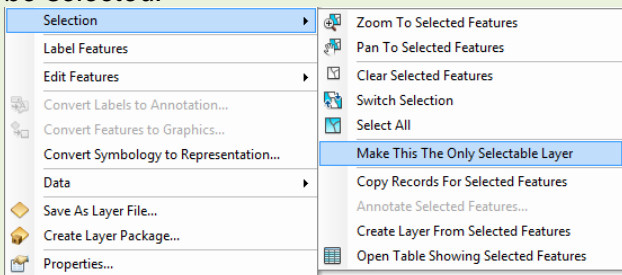 be selected.
Selection
Label Features
Edit Features
Convert Labels to Annotation...
Convert Features to Graphics...
Convert Symbology to Representation...
Data
Save As Layer File...
Create Layer Package...
Properties...
Zoom To Selected Features
Pan To Selected Features
Clear Selected Features
Switch Selection
Select All
Make This The Only Selectable Layer
Copy Records For Selected Features
Annotate Selected Features...
Create Layer From Selected Features
Open Table Showing Selected Features